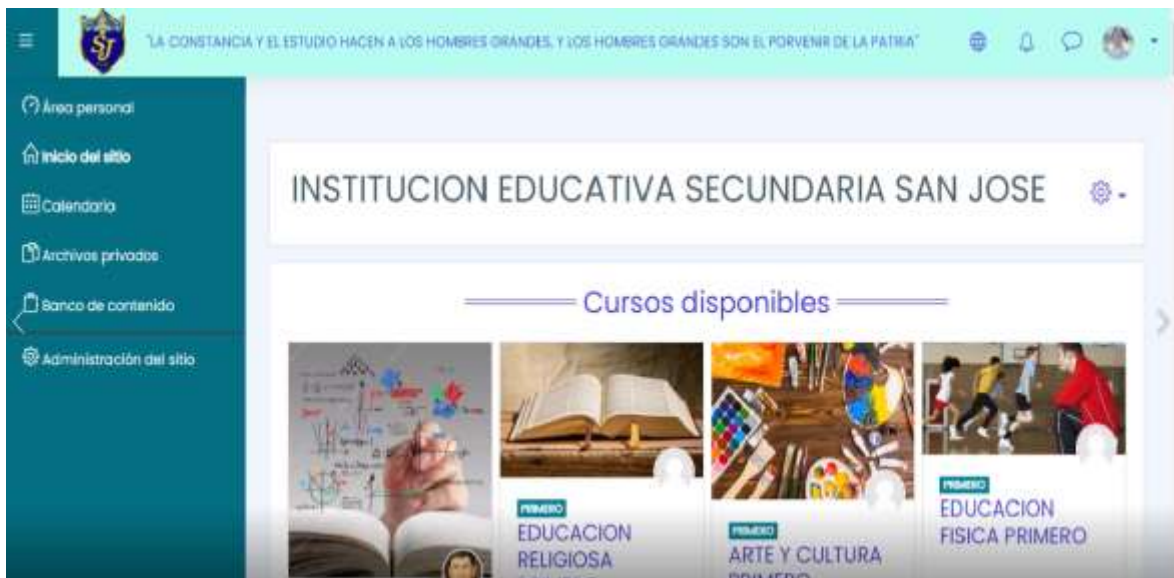 "LA CONSTANCIA Y EL ESTUDIO HACEN A LOS HOMBRES GRANDES, Y LOS HOMBRES GRANDES SON EL PORVENIR DE LA PATRIA"
SJ
Área personal
Inicio del sitio
Calendario
Archivos privados
Banco de contenido
Administración del sitio
INSTITUCION EDUCATIVA SECUNDARIA SAN JOSE
Cursos disponibles
PRIMERO
EDUCACION
RELIGIOSA
PRIMERO
ARTE Y CULTURA
PRIMERO
PRIMERO
EDUCACION
FISICA PRIMERO